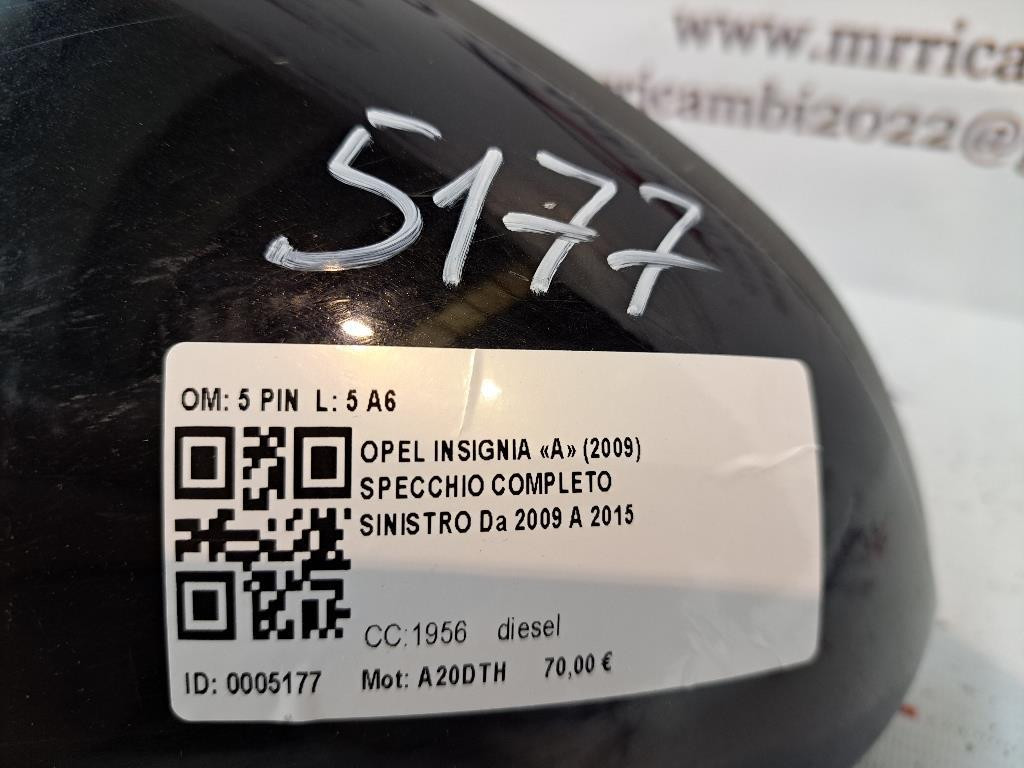 www.mrrrica
ricambi2022@
5177
OM: 5 PIN L: 5 A6
OPEL INSIGNIA «A» (2009)
SPECCHIO COMPLETO
SINISTRO Da 2009 A 2015
CC:1956 diesel
ID: 0005177 Mot: A20DTH 70,00 €